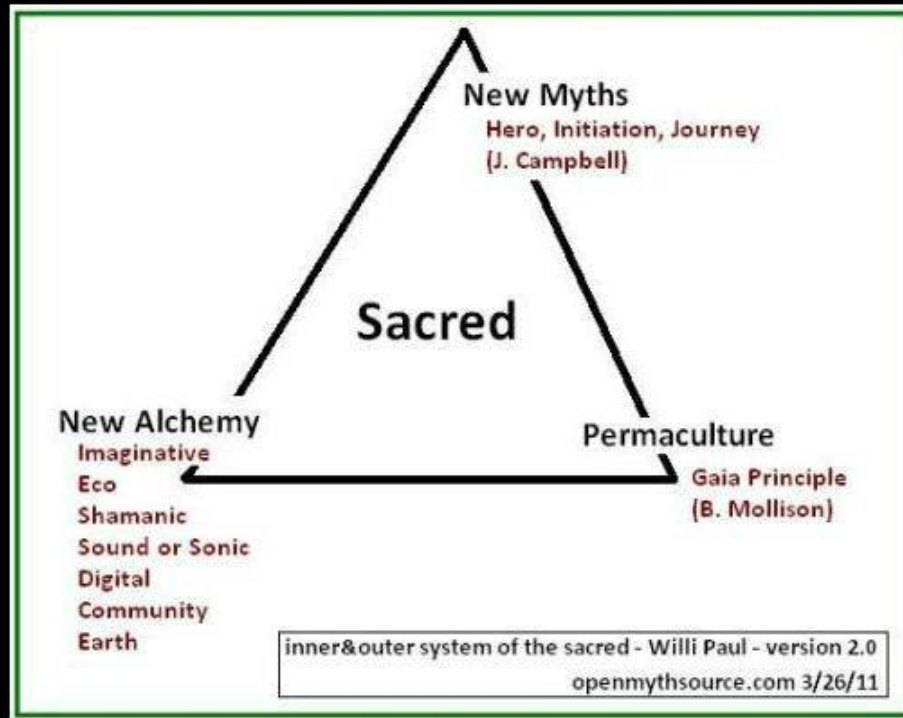 New Myths
Hero, Initiation, Journey
(J. Campbell)
Sacred
New Alchemy
Imaginative
Eco
Shamanic
Sound or Sonic
Digital
Community
Earth
Permaculture
Gaia Principle
(B. Mollison)
inner&outer system of the sacred - Willi Paul - version 2.0
openmythsource.com 3/26/11